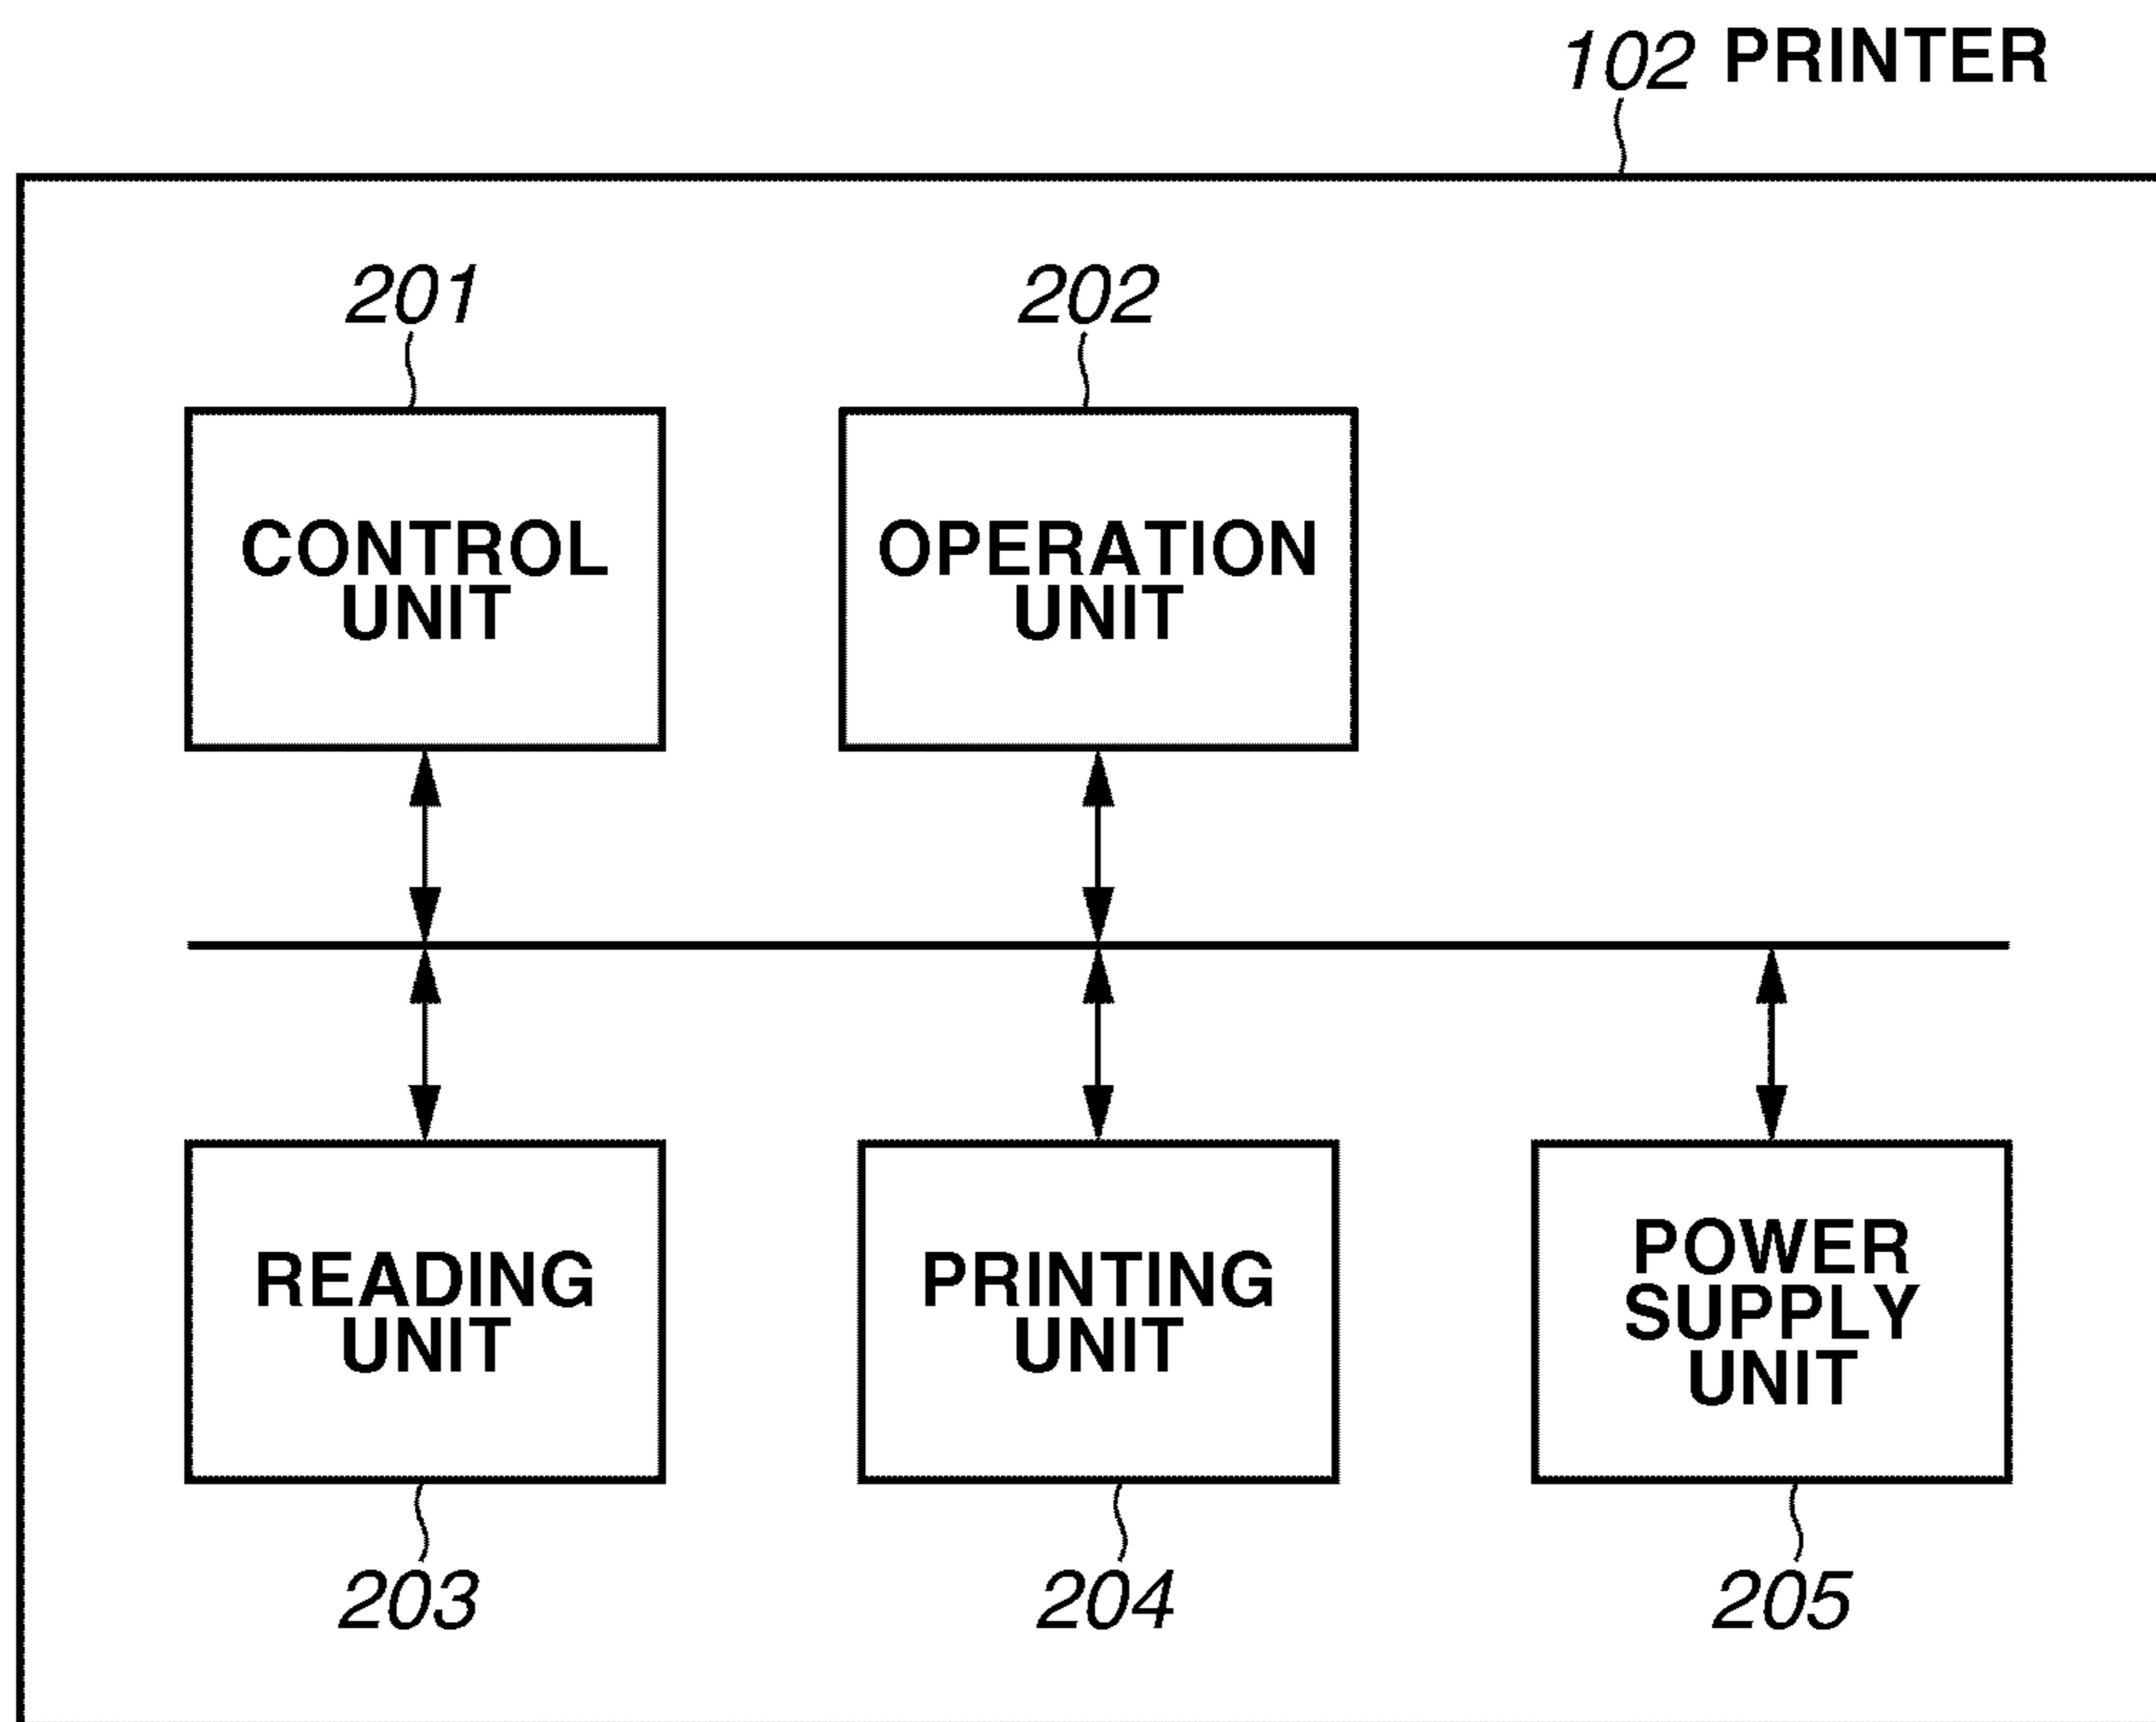 102 PRINTER
201
202
CONTROL
UNIT
OPERATION
UNIT
READING
UNIT
PRINTING
UNIT
POWER
SUPPLY
UNIT
203
204
205